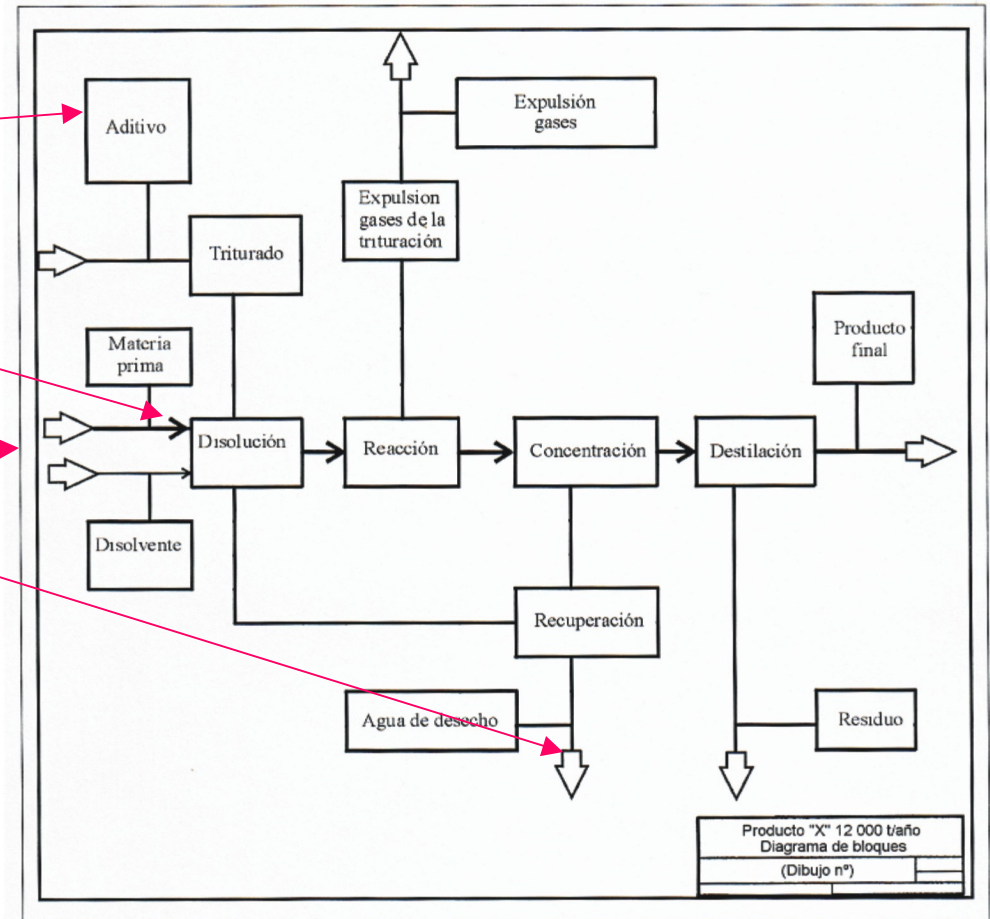 Aditivo
Expulsión
gases
Expulsion
gases de la
trituración
Triturado
Materia
prima
Producto
final
Disolución
Reacción
Concentración
Destilación
Disolvente
Recuperación
Agua de desecho
Residuo
Producto "X" 12 000 t/año
Diagrama de bloques
(Dibujo nº)